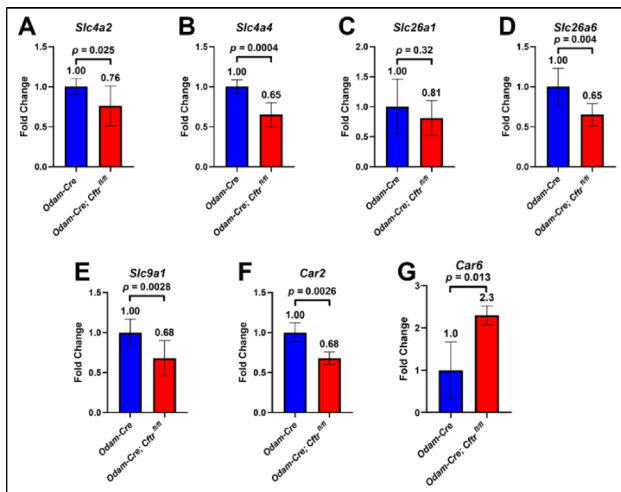 A
Slc4a2
p = 0.025
1.00
0.76
1.5
1.0
0.5
0.0
Fold Change
Odam-Cre
Odam-Cre; Cftr fl/fl
B
Slc4a4
p = 0.0004
1.00
0.65
1.5
1.0
0.5
0.0
Fold Change
Odam-Cre
Odam-Cre; Cftr fl/fl
C
Slc26a1
p = 0.32
1.00
0.81
2.0
1.5
1.0
0.5
0.0
Fold Change
Odam-Cre
Odam-Cre; Cftr fl/fl
D
Slc26a6
p = 0.004
1.00
0.65
1.5
1.0
0.5
0.0
Fold Change
Odam-Cre
Odam-Cre; Cftr fl/fl
E
Slc9a1
p = 0.0028
1.00
0.68
1.5
1.0
0.5
0.0
Fold Change
Odam-Cre
Odam-Cre; Cftr fl/fl
F
Car2
p = 0.0026
1.00
0.68
1.5
1.0
0.5
0.0
Fold Change
Odam-Cre
Odam-Cre; Cftr fl/fl
G
Car6
p = 0.013
1.0
2.3
3
2
1
0
Fold Change
Odam-Cre
Odam-Cre; Cftr fl/fl